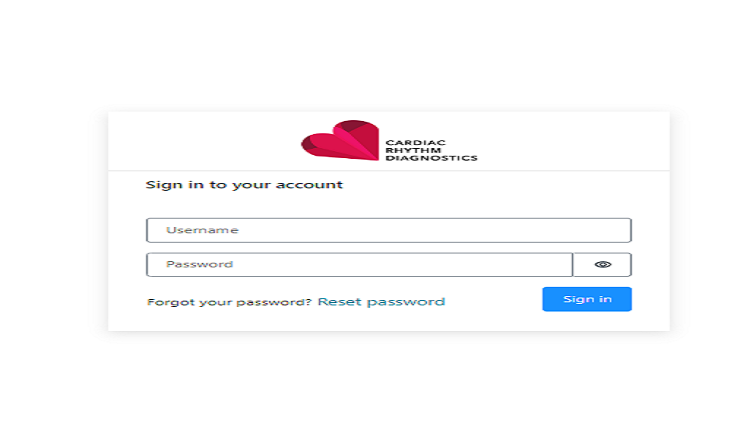 CARDIAC
RHYTHM
DIAGNOSTICS
Sign in to your account
Username
Password
Forgot your password? Reset password
Sign in